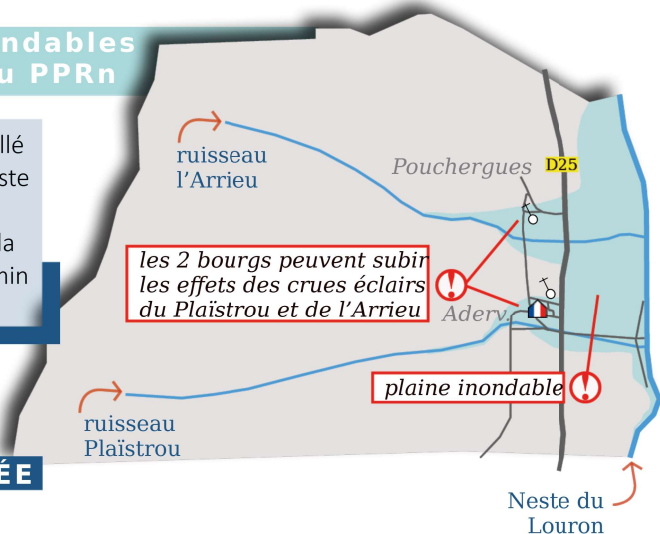 ndables
u PPRn
llé
ste
la
min
ÉE
ruisseau
l’Arrieu
Pouchergues
D25
les 2 bourgs peuvent subir
les effets des crues éclairs
du Plaïstrou et de l’Arrieu
Aderv.
plaine inondable
ruisseau
Plaïstrou
Neste du
Louron